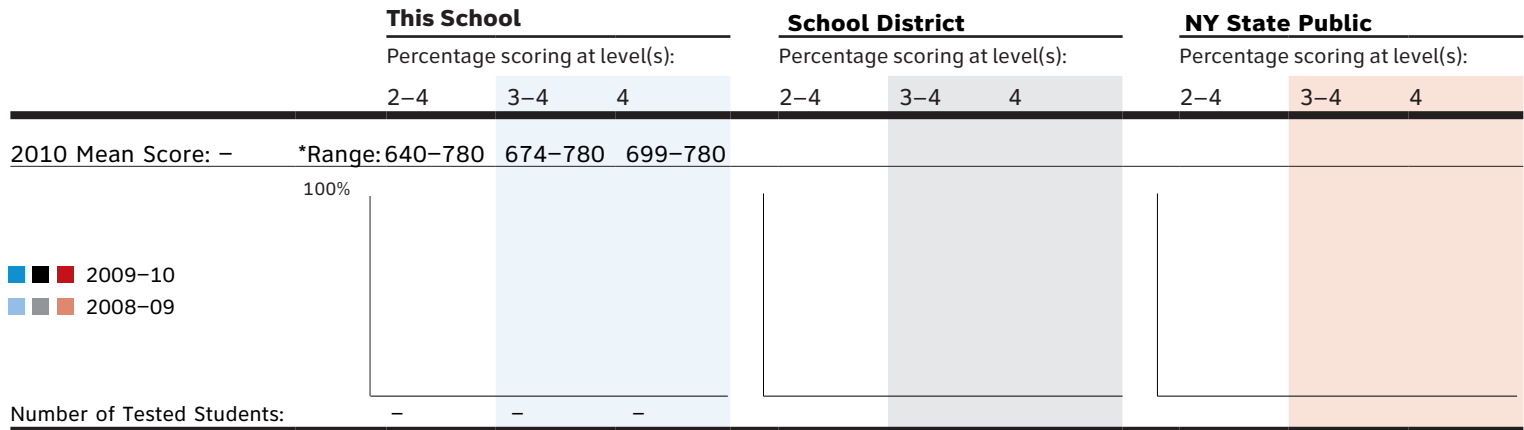 This School School District NY State Public
Percentage scoring at level(s): Percentage scoring at level(s): Percentage scoring at level(s):
2–4 3–4 4 2–4 3–4 4 2–4 3–4 4
2010 Mean Score: – *Range: 640–780 674–780 699–780
100%
2009–10
2008–09
Number of Tested Students: – – –